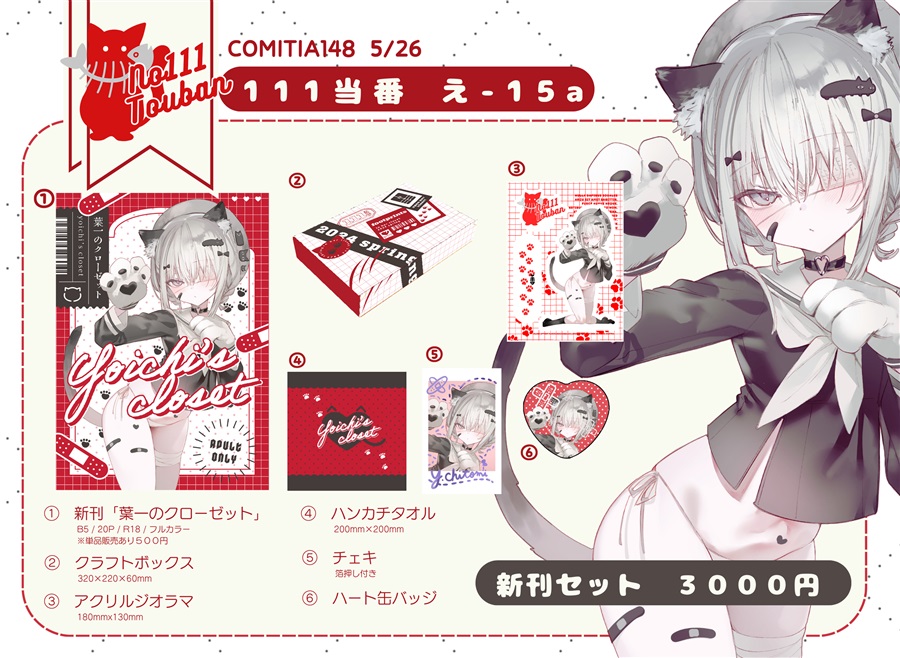 No111
Touban
COMITIA148 5/26
111当番 え-15a
①
葉一のクローゼット
yoichi's closet
Yoichi's
closet
ADULT
ONLY
②
footprints
2024 spring
③
No111
Touban
④
Yoichi's
closet
⑤
y.chitomi
⑥
① 新刊「葉一のクローゼット」
B5 / 20P / R18 / フルカラー
※単品販売あり５００円
② クラフトボックス
320×220×60mm
③ アクリルジオラマ
180mmx130mm
④ ハンカチタオル
200mm×200mm
⑤ チェキ
箔押し付き
⑥ ハート缶バッジ
新刊セット ３０００円